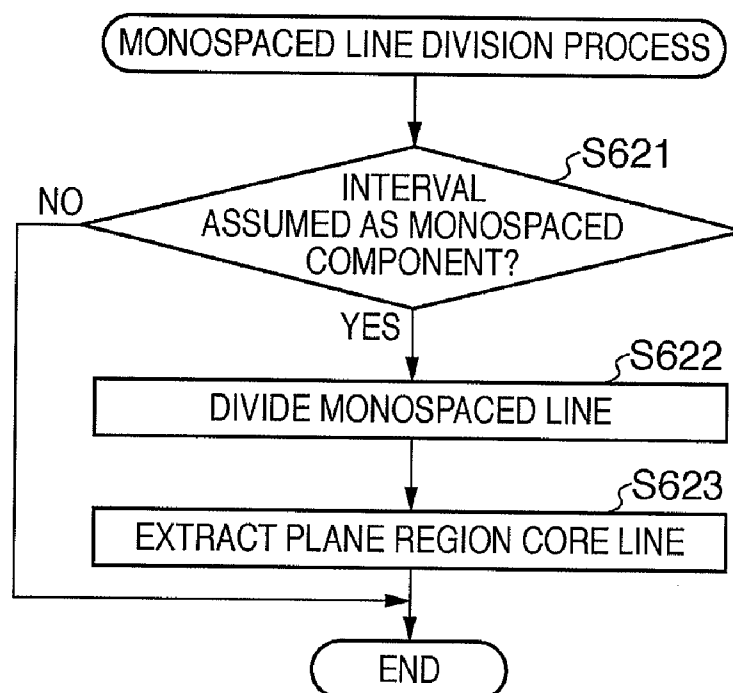 MONOSPACED LINE DIVISION PROCESS
S621
NO
INTERVAL
ASSUMED AS MONOSPACED
COMPONENT?
YES
S622
DIVIDE MONOSPACED LINE
S623
EXTRACT PLANE REGION CORE LINE
END